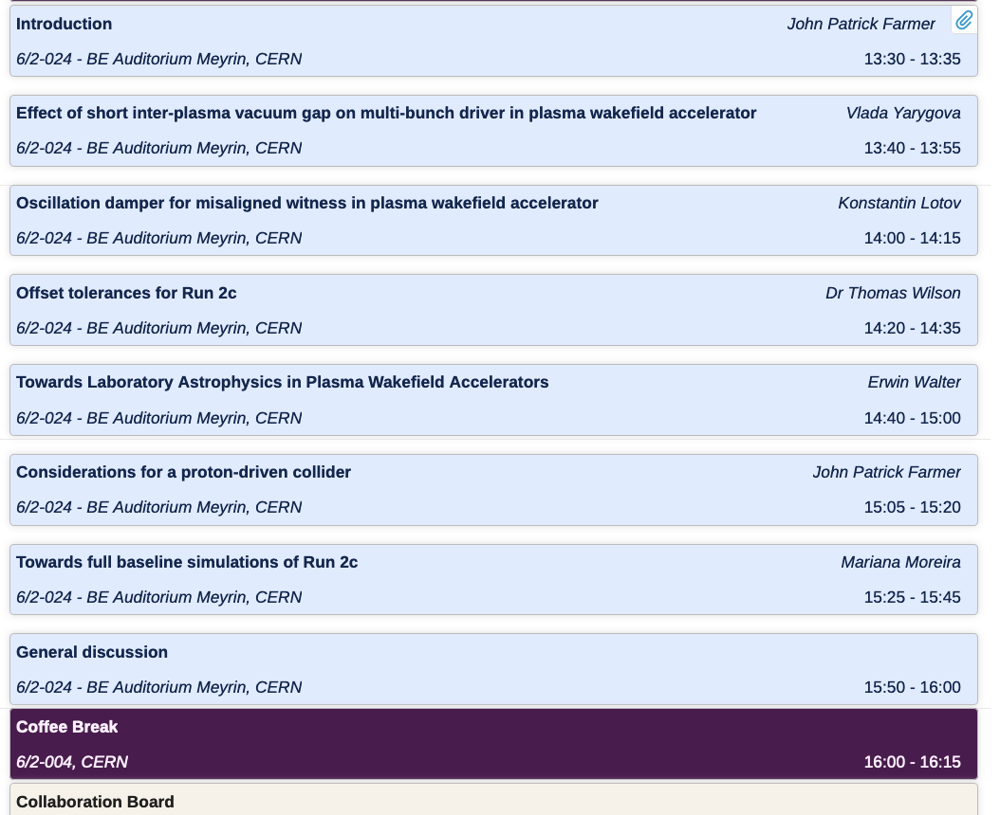 Introduction John Patrick Farmer
6/2-024 - BE Auditorium Meyrin, CERN 13:30 - 13:35
Effect of short inter-plasma vacuum gap on multi-bunch driver in plasma wakefield accelerator Vlada Yarygova
6/2-024 - BE Auditorium Meyrin, CERN 13:40 - 13:55
Oscillation damper for misaligned witness in plasma wakefield accelerator Konstantin Lotov
6/2-024 - BE Auditorium Meyrin, CERN 14:00 - 14:15
Offset tolerances for Run 2c Dr Thomas Wilson
6/2-024 - BE Auditorium Meyrin, CERN 14:20 - 14:35
Towards Laboratory Astrophysics in Plasma Wakefield Accelerators Erwin Walter
6/2-024 - BE Auditorium Meyrin, CERN 14:40 - 15:00
Considerations for a proton-driven collider John Patrick Farmer
6/2-024 - BE Auditorium Meyrin, CERN 15:05 - 15:20
Towards full baseline simulations of Run 2c Mariana Moreira
6/2-024 - BE Auditorium Meyrin, CERN 15:25 - 15:45
General discussion
6/2-024 - BE Auditorium Meyrin, CERN 15:50 - 16:00
Coffee Break
6/2-004, CERN 16:00 - 16:15
Collaboration Board